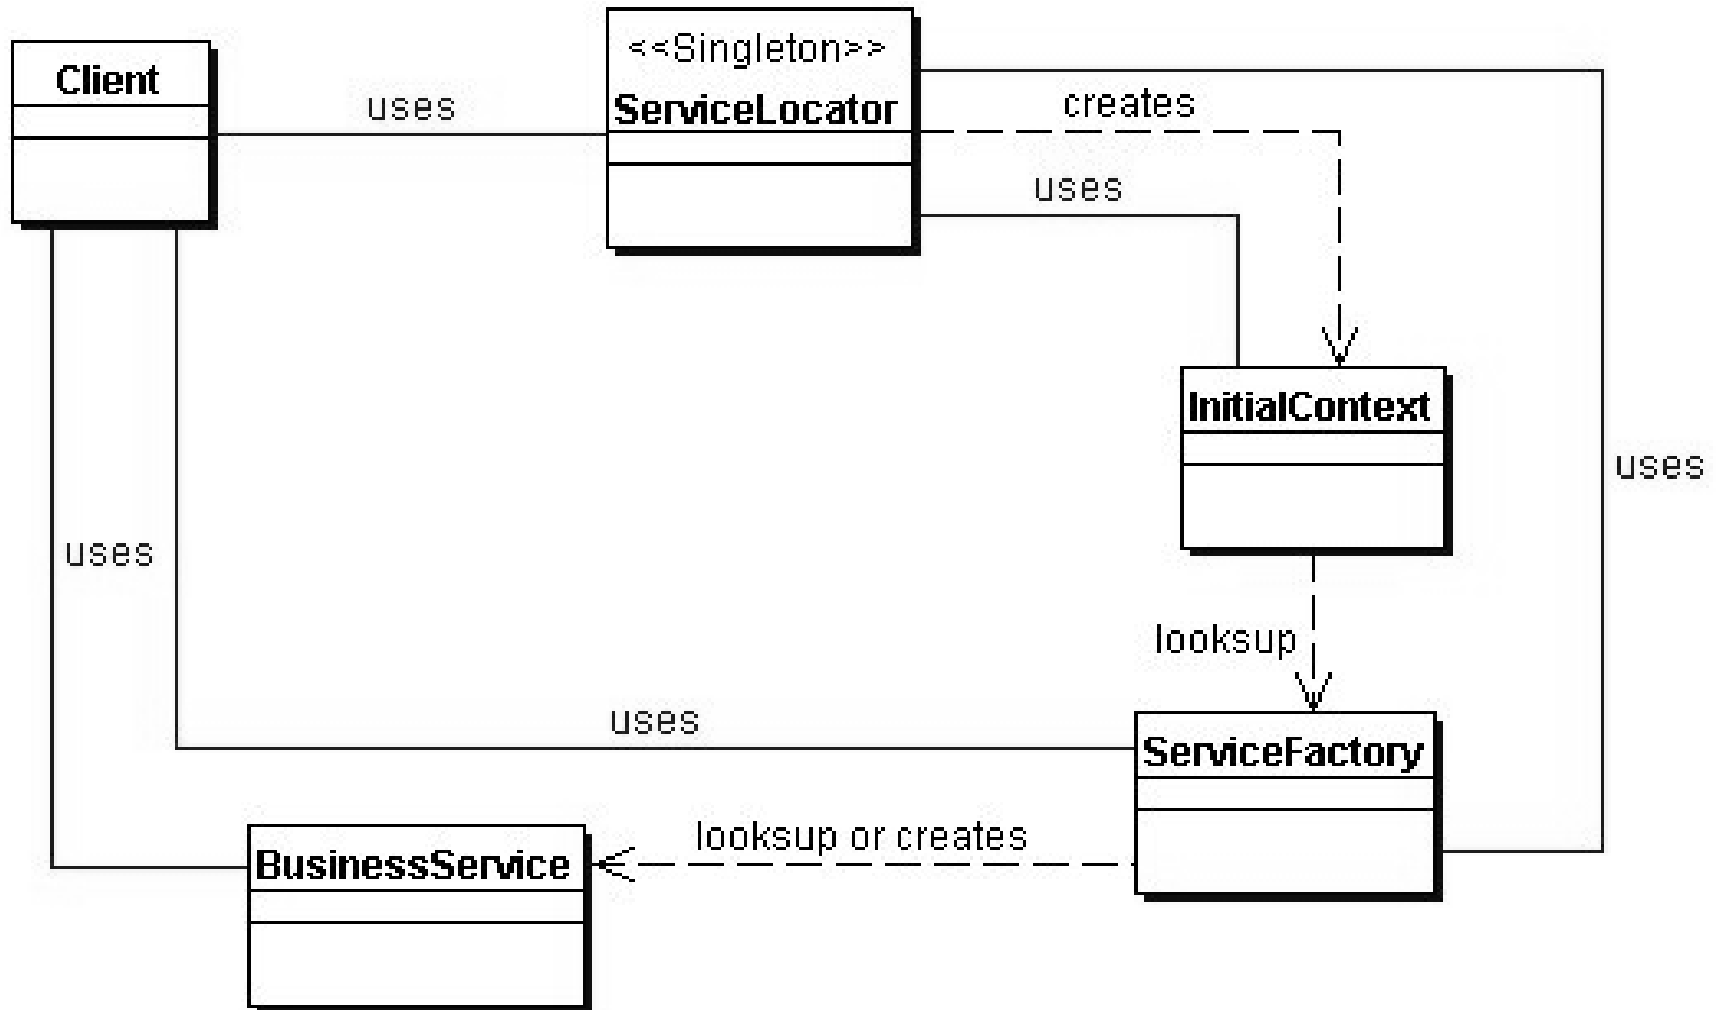 <<Singleton>>
Client
uses
ServiceLocator
creates
uses
InitialContext
uses
uses
looksup
uses
ServiceFactory
looksup or creates
BusinessService